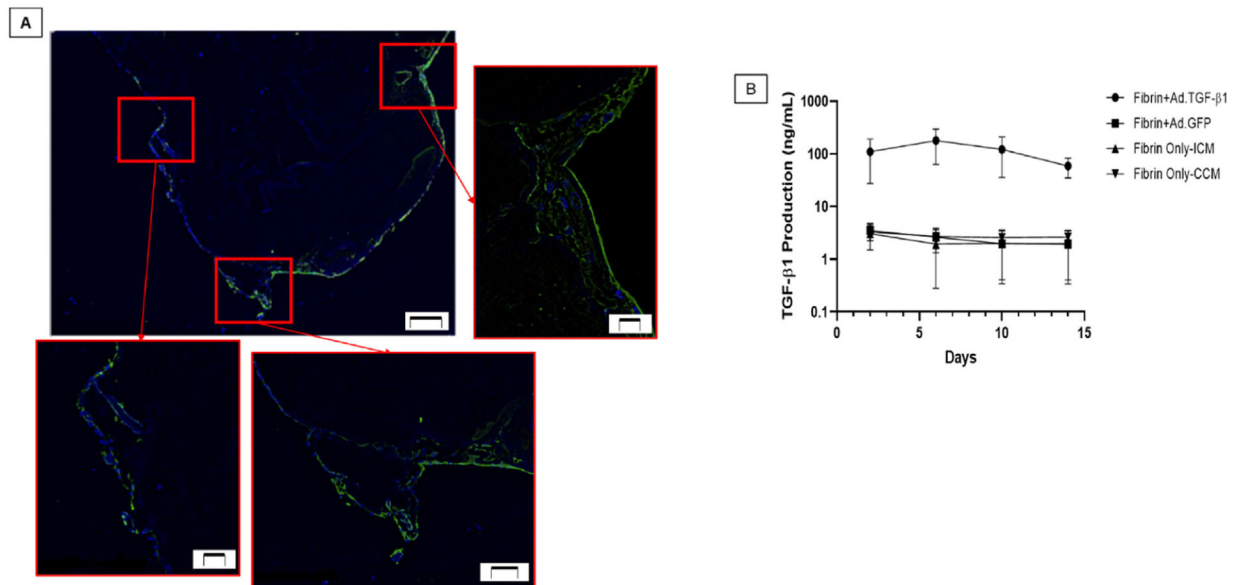 A
B
TGF-β1 Production (ng/mL)
1000
100
10
1
0.1
0
5
10
15
Days
Fibrin+Ad.TGF-β1
Fibrin+Ad.GFP
Fibrin Only-ICM
Fibrin Only-CCM